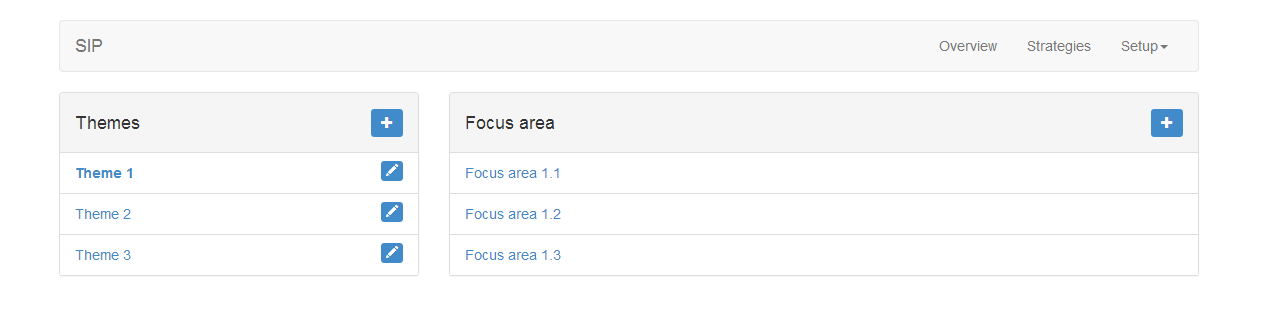 SIP Overview Strategies Setup
Themes
Theme 1
Theme 2
Theme 3
Focus area
Focus area 1.1
Focus area 1.2
Focus area 1.3